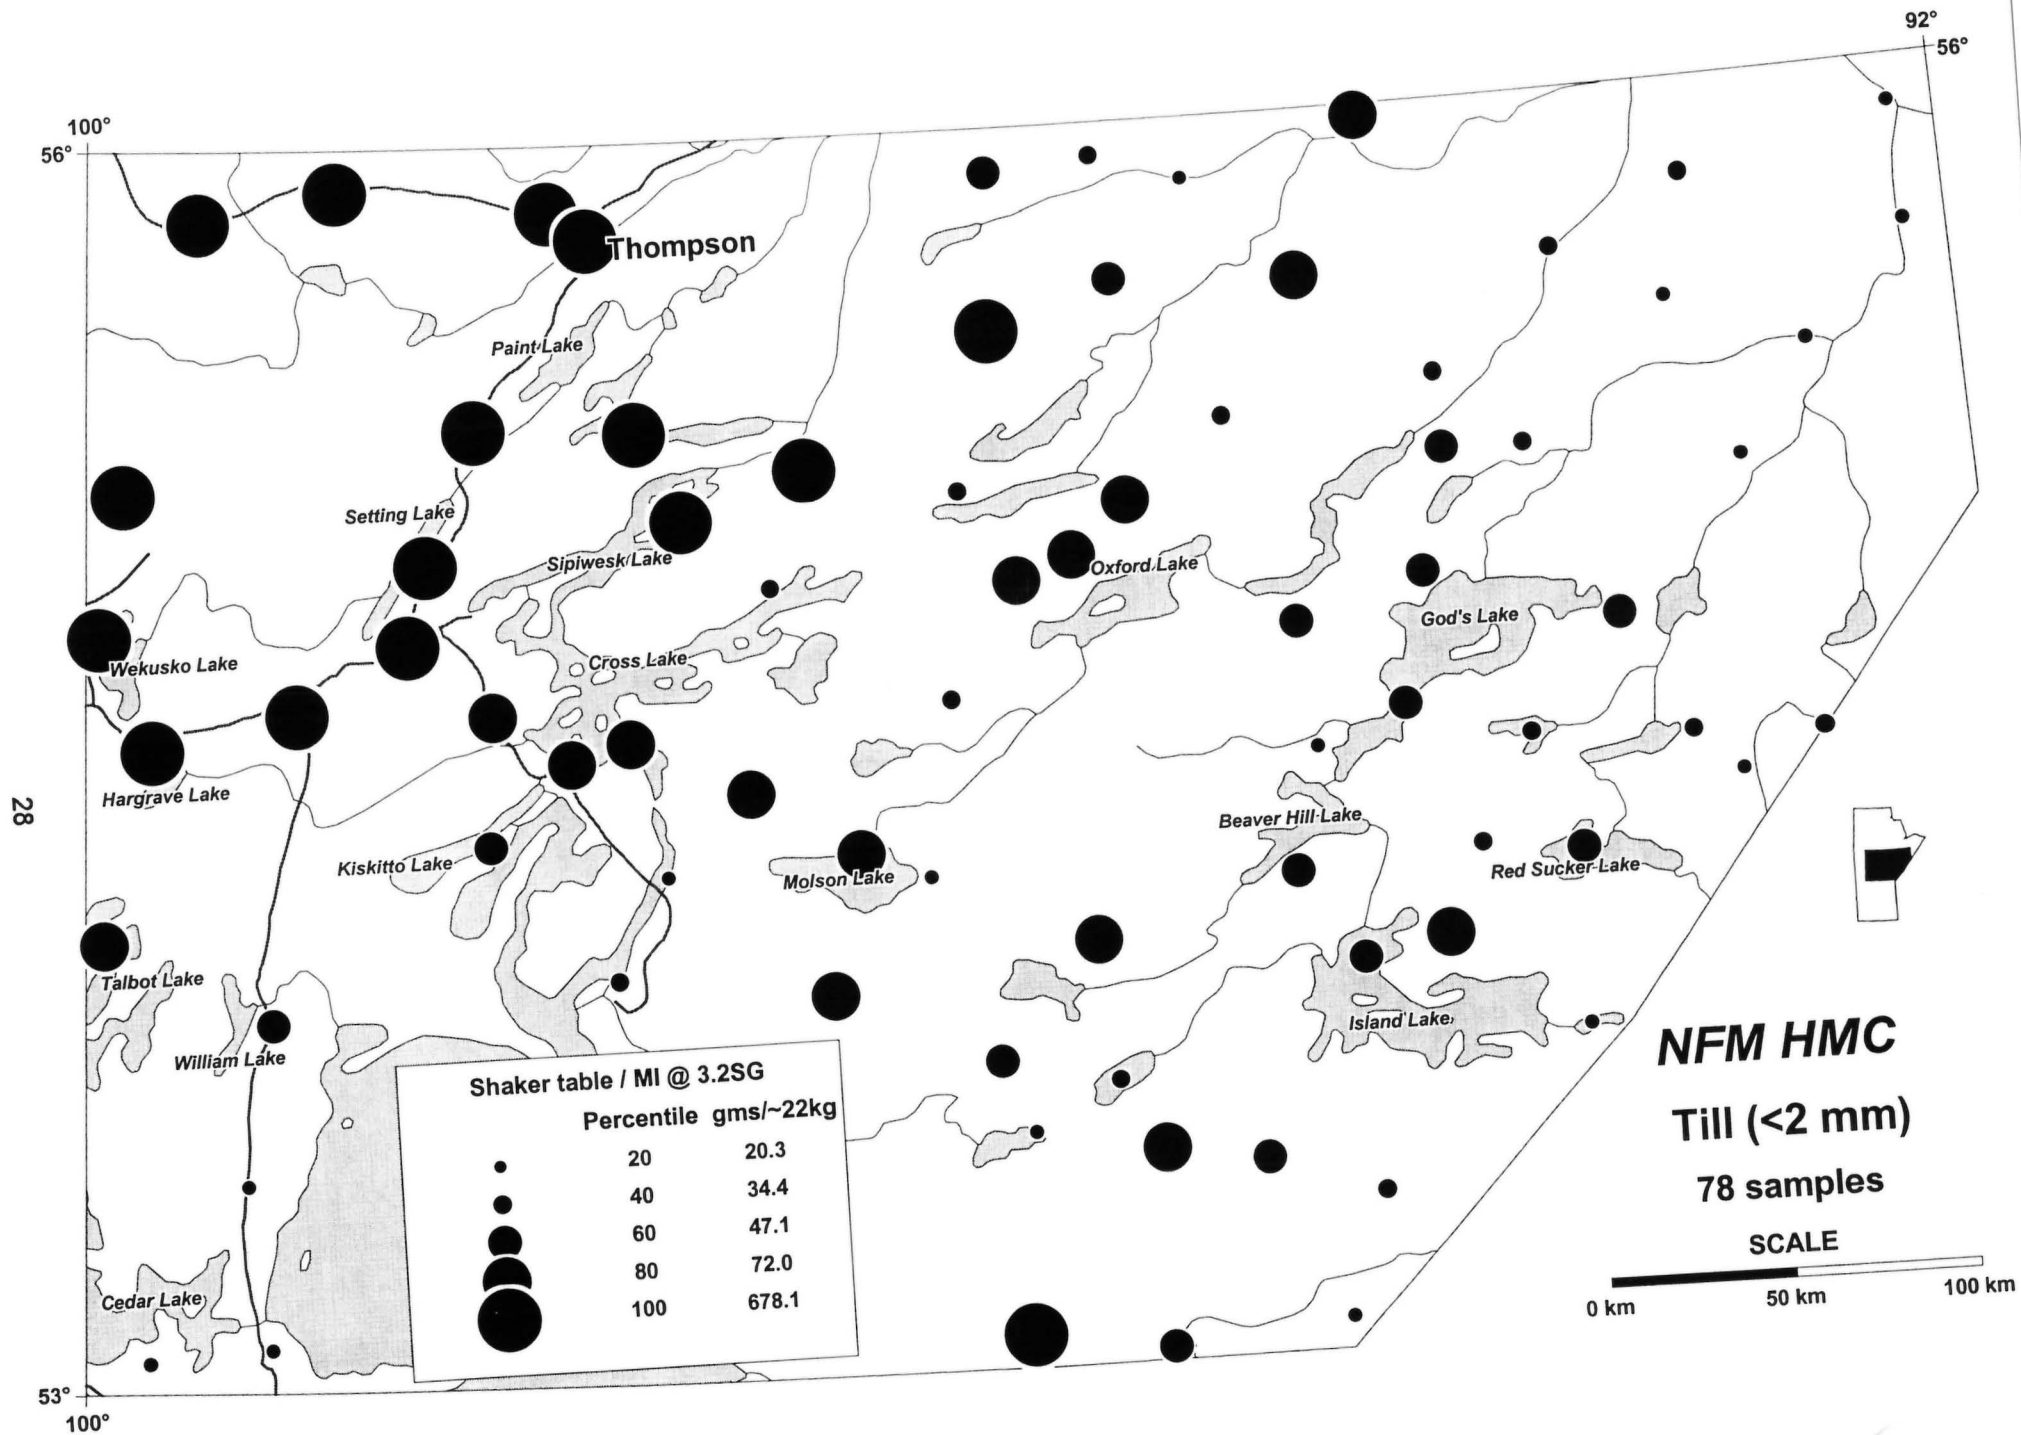 92°
56°
100°
56°
Thompson
Paint Lake
Setting Lake
Sipiwesk Lake
Oxford Lake
God's Lake
Wekusko Lake
Cross Lake
Hargrave Lake
28
Kiskitto Lake
Molson Lake
Beaver Hill Lake
Red Sucker Lake
Talbot Lake
William Lake
Island Lake
NFM HMC
Till (<2 mm)
78 samples
SCALE
0 km 50 km 100 km
Shaker table / MI @ 3.2SG
Percentile gms/~22kg
20 20.3
40 34.4
60 47.1
80 72.0
100 678.1
Cedar Lake
53°
100°